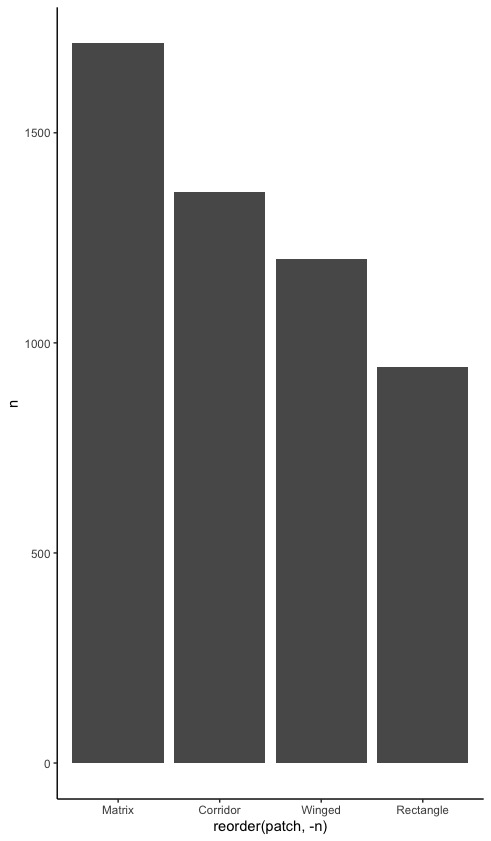 1500
1000
n
500
0
Matrix Corridor Winged Rectangle
reorder(patch, -n)